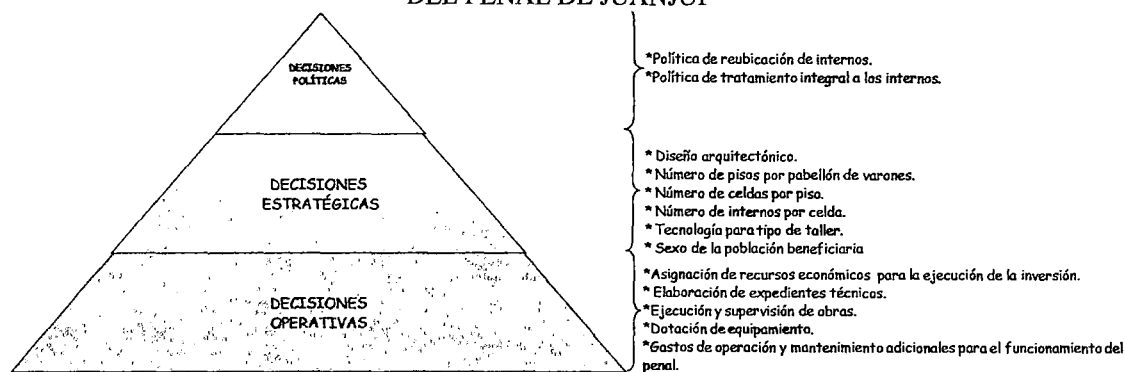 DEL PENAL DE JUANJUI
DECISIONES
POLÍTICAS
*Política de reubicación de internos.
*Política de tratamiento integral a los internos.
DECISIONES
ESTRATÉGICAS
* Diseño arquitectónico.
* Número de pisos por pabellón de varones.
* Número de celdas por piso.
* Número de internos por celda.
* Tecnología para tipo de taller.
* Sexo de la población beneficiaria
DECISIONES
OPERATIVAS
*Asignación de recursos económicos para la ejecución de la inversión.
* Elaboración de expedientes técnicos.
*Ejecución y supervisión de obras.
*Dotación de equipamiento.
*Gastos de operación y mantenimiento adicionales para el funcionamiento del
penal.